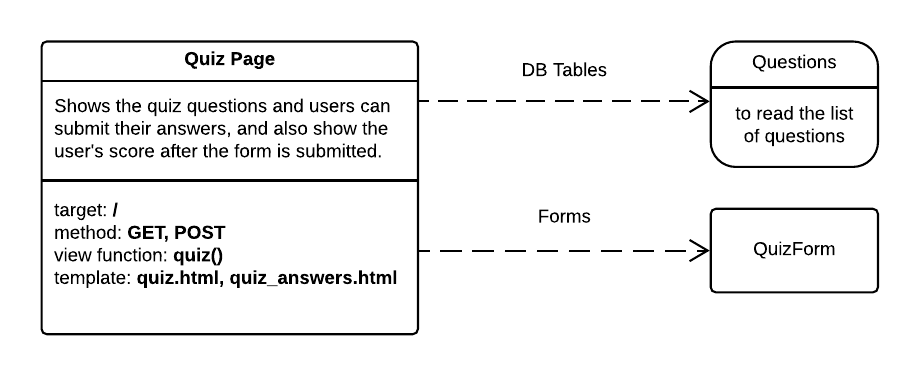 Quiz Page
Shows the quiz questions and users can
submit their answers, and also show the
user's score after the form is submitted.
target: /
method: GET, POST
view function: quiz()
template: quiz.html, quiz_answers.html
DB Tables
Questions
to read the list
of questions
Forms
QuizForm